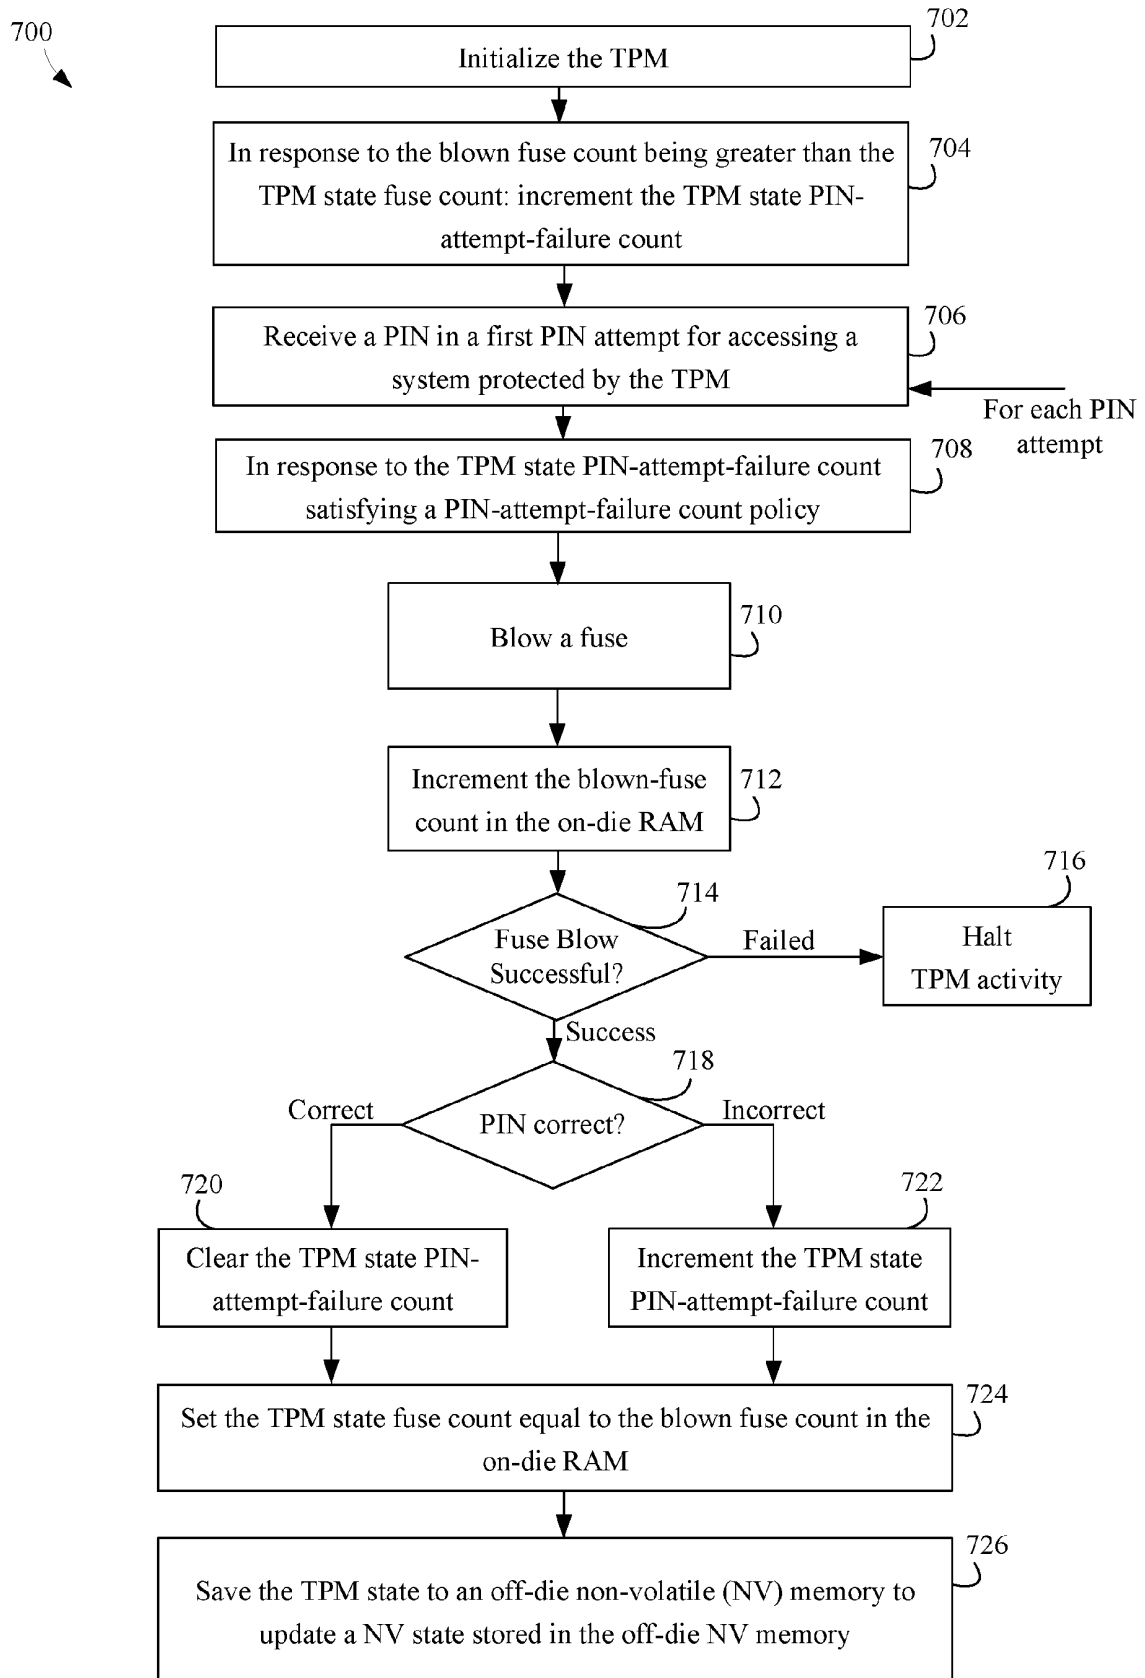 700
702
Initialize the TPM
704
In response to the blown fuse count being greater than the
TPM state fuse count: increment the TPM state PIN-
attempt-failure count
706
Receive a PIN in a first PIN attempt for accessing a
system protected by the TPM
For each PIN
attempt
708
In response to the TPM state PIN-attempt-failure count
satisfying a PIN-attempt-failure count policy
710
Blow a fuse
712
Increment the blown-fuse
count in the on-die RAM
714
Fuse Blow
Successful?
Failed
716
Halt
TPM activity
Success
718
PIN correct?
Correct
Incorrect
720
Clear the TPM state PIN-
attempt-failure count
722
Increment the TPM state
PIN-attempt-failure count
724
Set the TPM state fuse count equal to the blown fuse count in the
on-die RAM
726
Save the TPM state to an off-die non-volatile (NV) memory to
update a NV state stored in the off-die NV memory